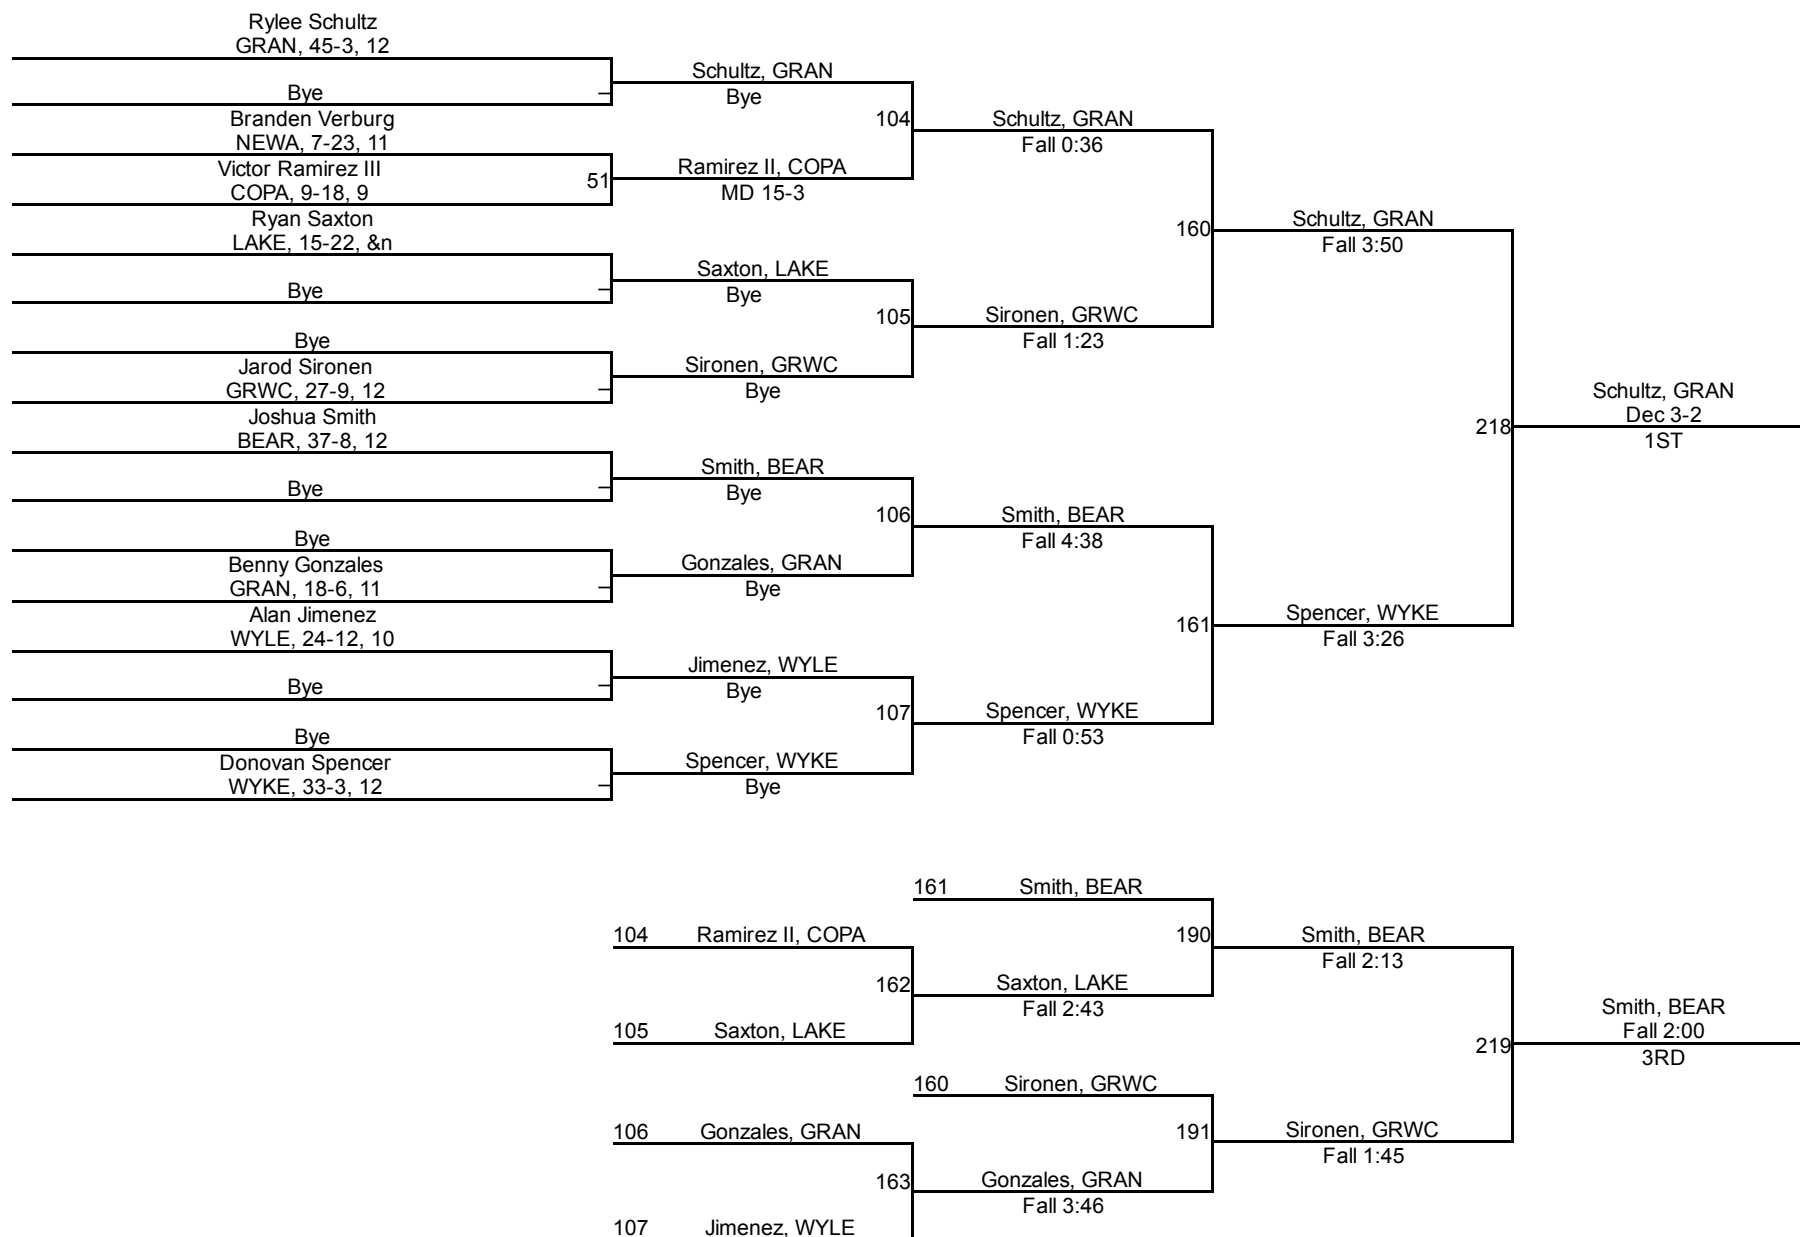 Rylee Schultz
GRAN, 45-3, 12
Bye
Branden Verburg
NEWA, 7-23, 11
Victor Ramirez III
COPA, 9-18, 9
51
Ryan Saxton
LAKE, 15-22, &n
Bye
Bye
Jarod Sironen
GRWC, 27-9, 12
Joshua Smith
BEAR, 37-8, 12
Bye
Bye
Benny Gonzales
GRAN, 18-6, 11
Alan Jimenez
WYLE, 24-12, 10
Bye
Bye
Donovan Spencer
WYKE, 33-3, 12
Schultz, GRAN
Bye
104
Ramirez II, COPA
MD 15-3
Saxton, LAKE
Bye
105
Sironen, GRWC
Bye
Smith, BEAR
Bye
106
Gonzales, GRAN
Bye
Jimenez, WYLE
Bye
107
Spencer, WYKE
Bye
Schultz, GRAN
Fall 0:36
160
Sironen, GRWC
Fall 1:23
Smith, BEAR
Fall 4:38
161
Spencer, WYKE
Fall 0:53
Schultz, GRAN
Fall 3:50
218
Spencer, WYKE
Fall 3:26
Schultz, GRAN
Dec 3-2
1ST
104 Ramirez II, COPA
162
105 Saxton, LAKE
106 Gonzales, GRAN
163
107 Jimenez, WYLE
161 Smith, BEAR
190
Saxton, LAKE
Fall 2:43
160 Sironen, GRWC
191
Gonzales, GRAN
Fall 3:46
Smith, BEAR
Fall 2:13
219
Sironen, GRWC
Fall 1:45
Smith, BEAR
Fall 2:00
3RD